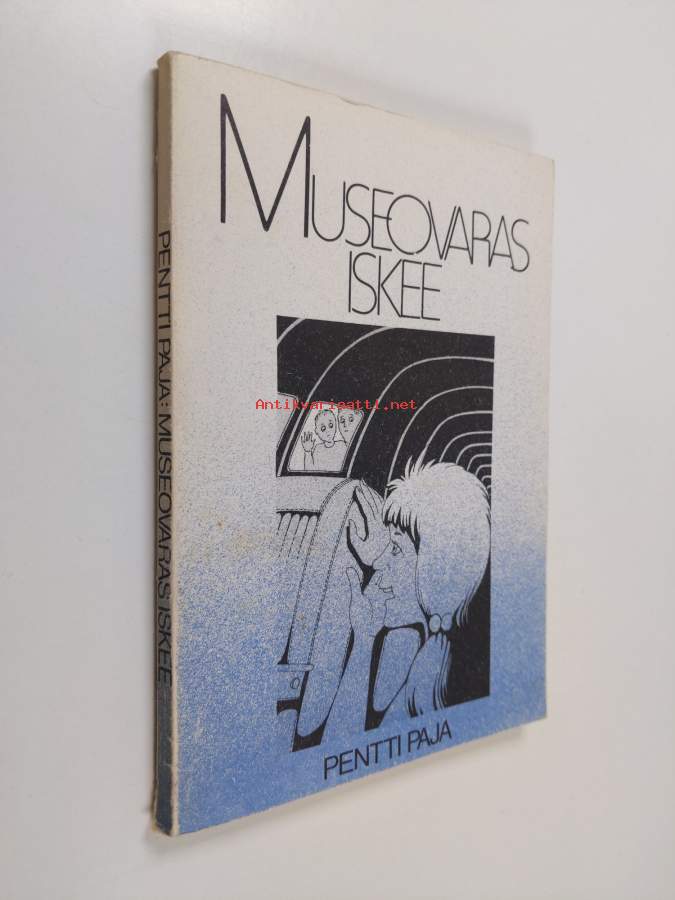 MUSEOVARAS
ISKEE
Antikvariaatti.net
PENTTI PAJA
PENTTI PAJA: MUSEOVARAS ISKEE